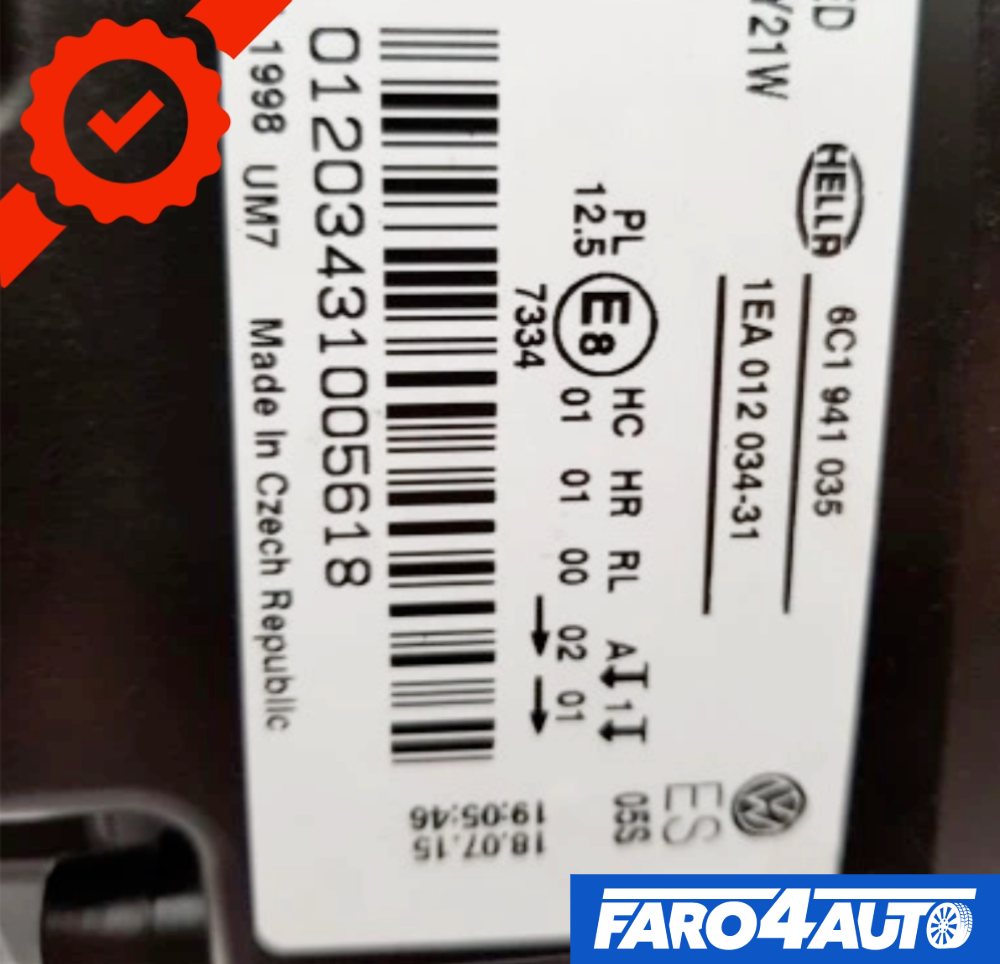 ED
Y21W
HELLA
6C1 941 035
1EA 012 034-31
PL HC HR RL A 1
12.5 E8 01 01 00 02 01
7334
05S
ES
01203431005618
1998 UM7 Made In Czech Republic
18.07.15
19:05:46
FARO4AUTO